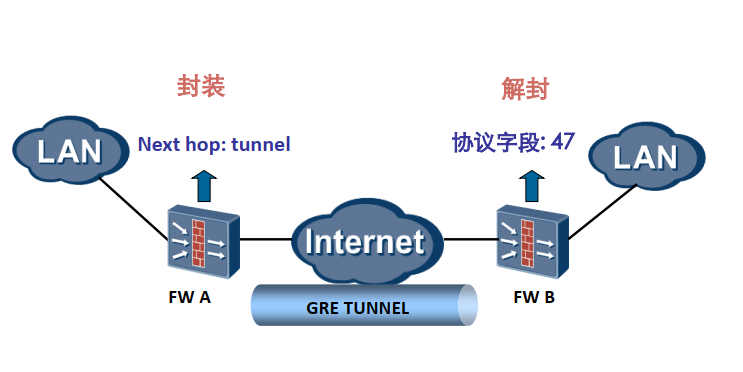 封装
解封
LAN
Next hop: tunnel
协议字段: 47
LAN
Internet
FW A
GRE TUNNEL
FW B